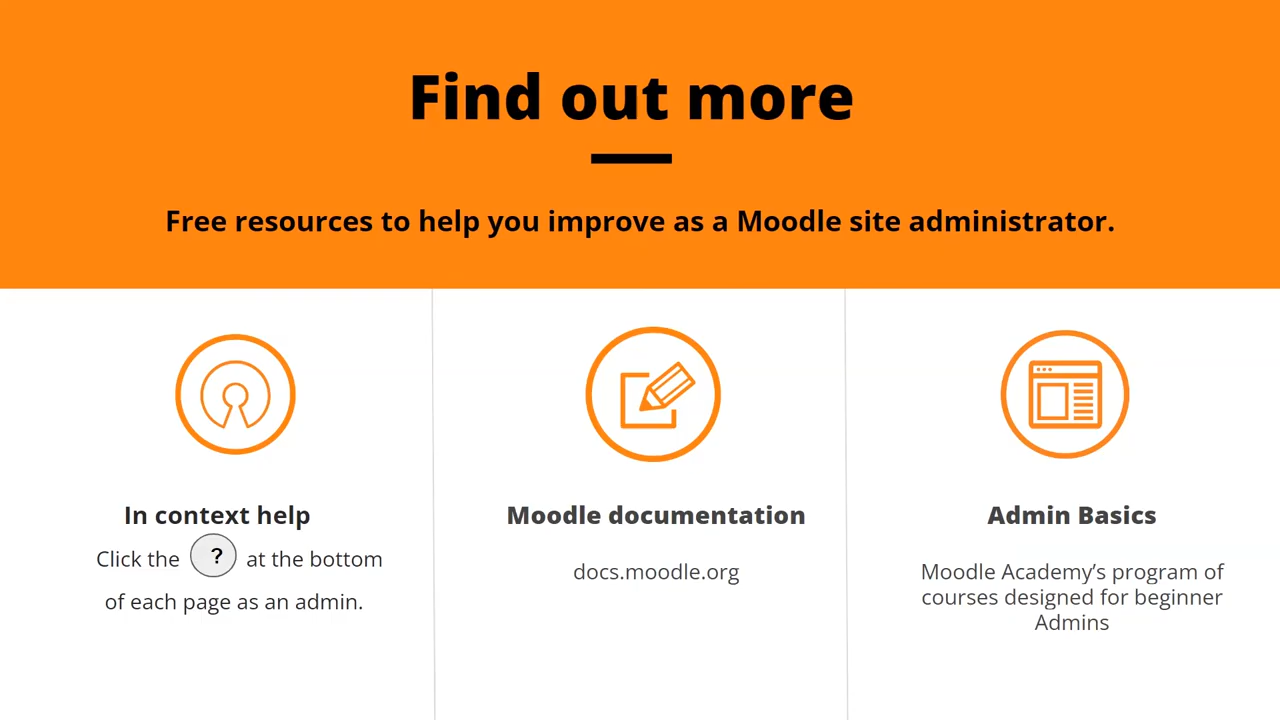 Find out more
Free resources to help you improve as a Moodle site administrator.
In context help
Click the ? at the bottom
of each page as an admin.
Moodle documentation
docs.moodle.org
Admin Basics
Moodle Academy’s program of
courses designed for beginner
Admins